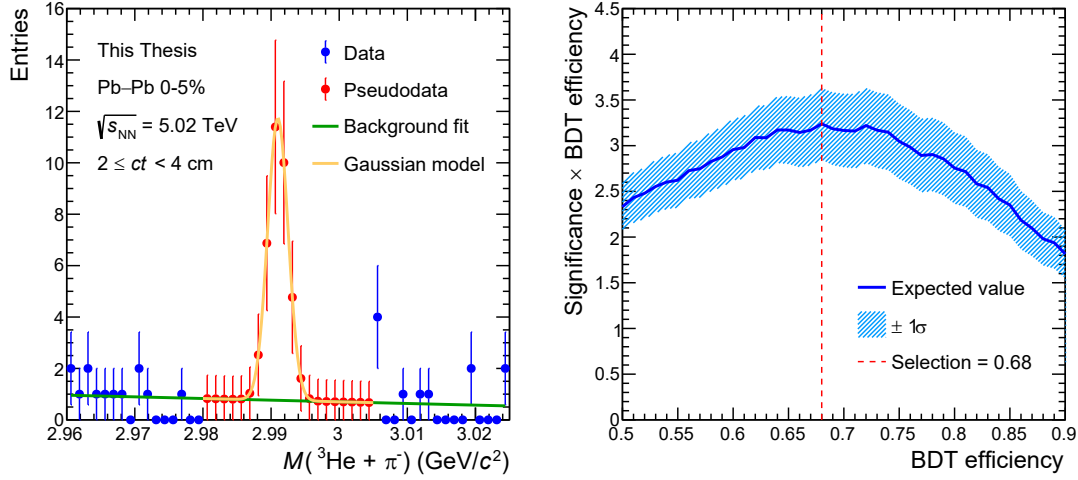 Entries
16
14
12
10
8
6
4
2
0
This Thesis
Pb–Pb 0-5%
√sNN = 5.02 TeV
2 ≤ ct < 4 cm
Data
Pseudodata
Background fit
Gaussian model
2.96 2.97 2.98 2.99 3 3.01 3.02
M(³He + π⁻) (GeV/c²)
Significance × BDT efficiency
4.5
4
3.5
3
2.5
2
1.5
1
0.5
0
Expected value
± 1σ
Selection = 0.68
0.5 0.55 0.6 0.65 0.7 0.75 0.8 0.85 0.9
BDT efficiency